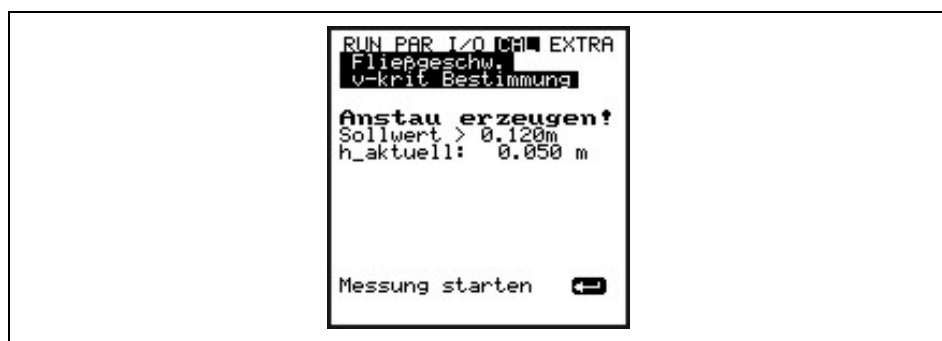 RUN PAR I/O CAL EXTRA
Fließgeschw.
v-krit Bestimmung
Anstau erzeugen!
Sollwert > 0.120m
h_aktuell: 0.050 m
Messung starten